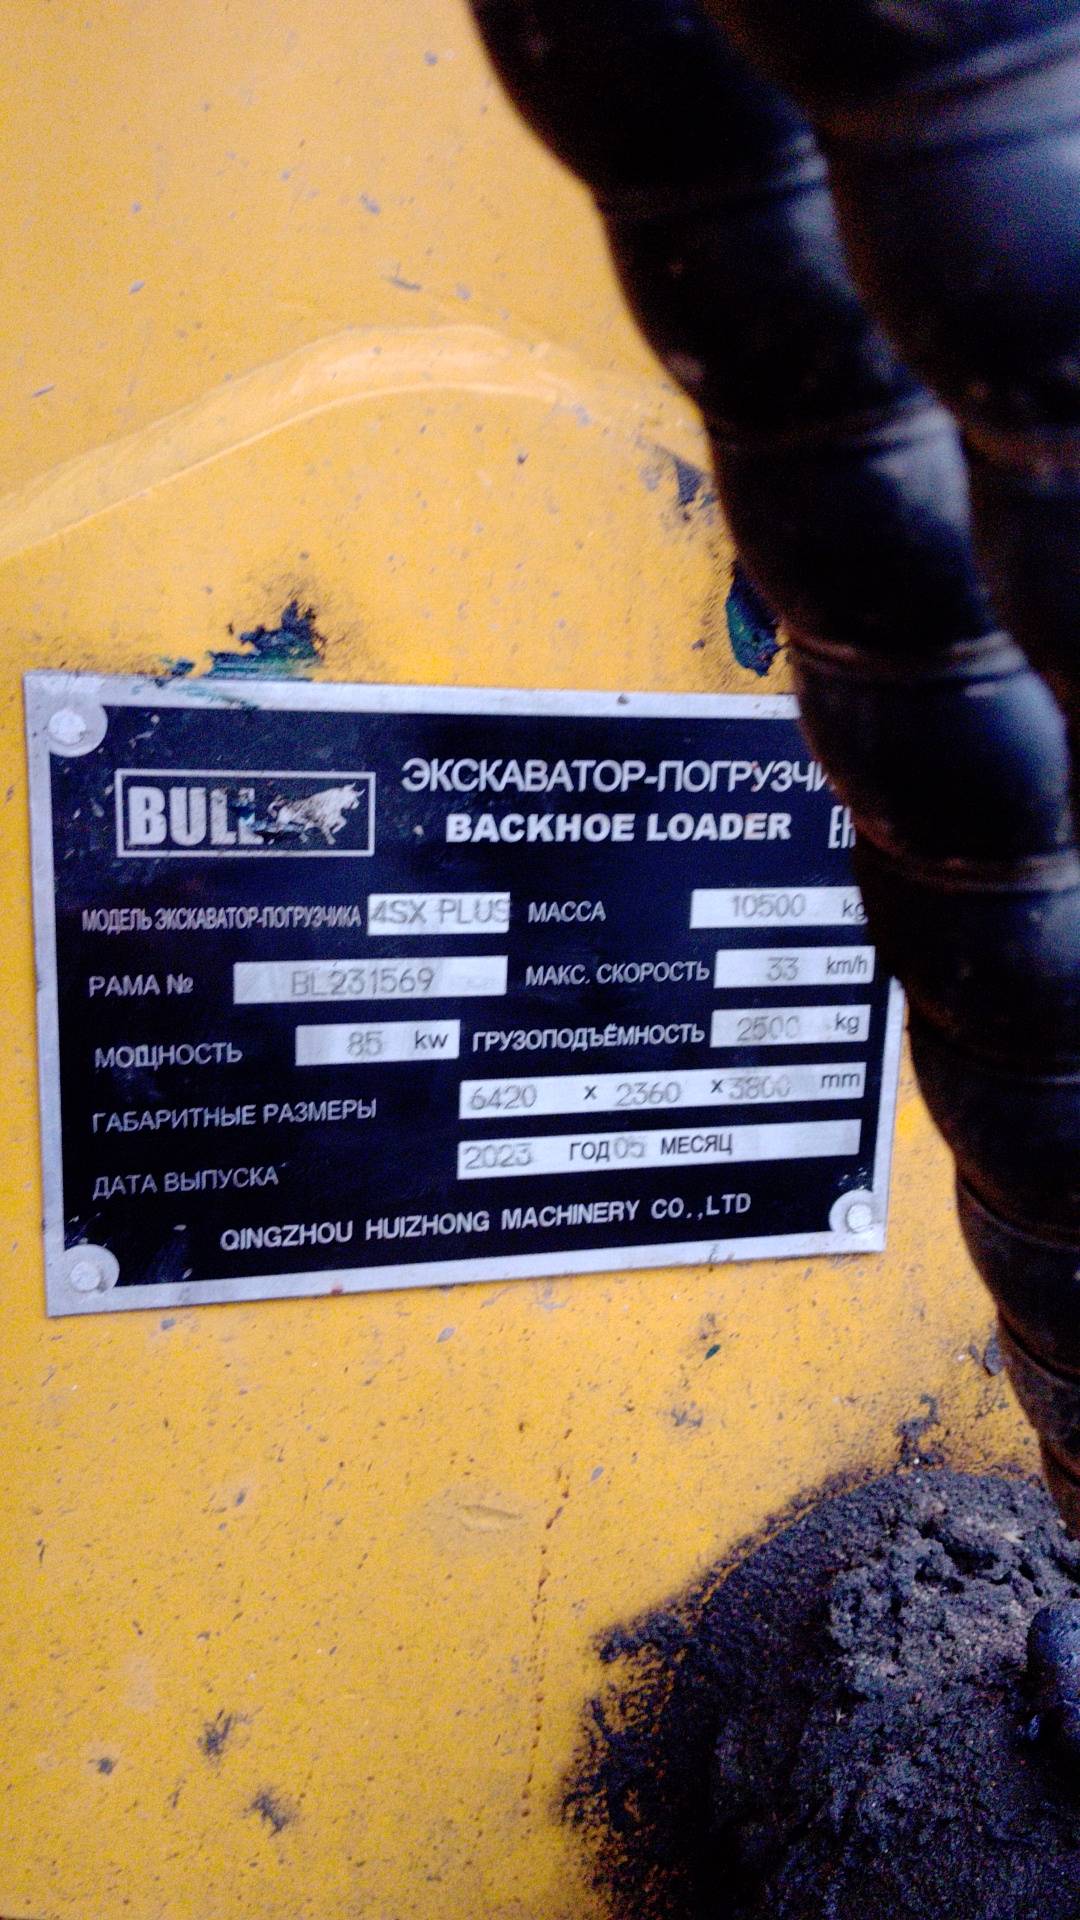 BULL
ЭКСКАВАТОР-ПОГРУЗЧИ
BACKHOE LOADER
МОДЕЛЬ ЭКСКАВАТОР-ПОГРУЗЧИКА 4SX PLUS МАССА 10500 kg
РАМА № BL231569 МАКС. СКОРОСТЬ 33 km/h
МОЩНОСТЬ 85 kw ГРУЗОПОДЪЁМНОСТЬ 2500 kg
ГАБАРИТНЫЕ РАЗМЕРЫ 6420 x 2360 x 3800 mm
ДАТА ВЫПУСКА 2023 ГОД 05 МЕСЯЦ
QINGZHOU HUIZHONG MACHINERY CO.,LTD